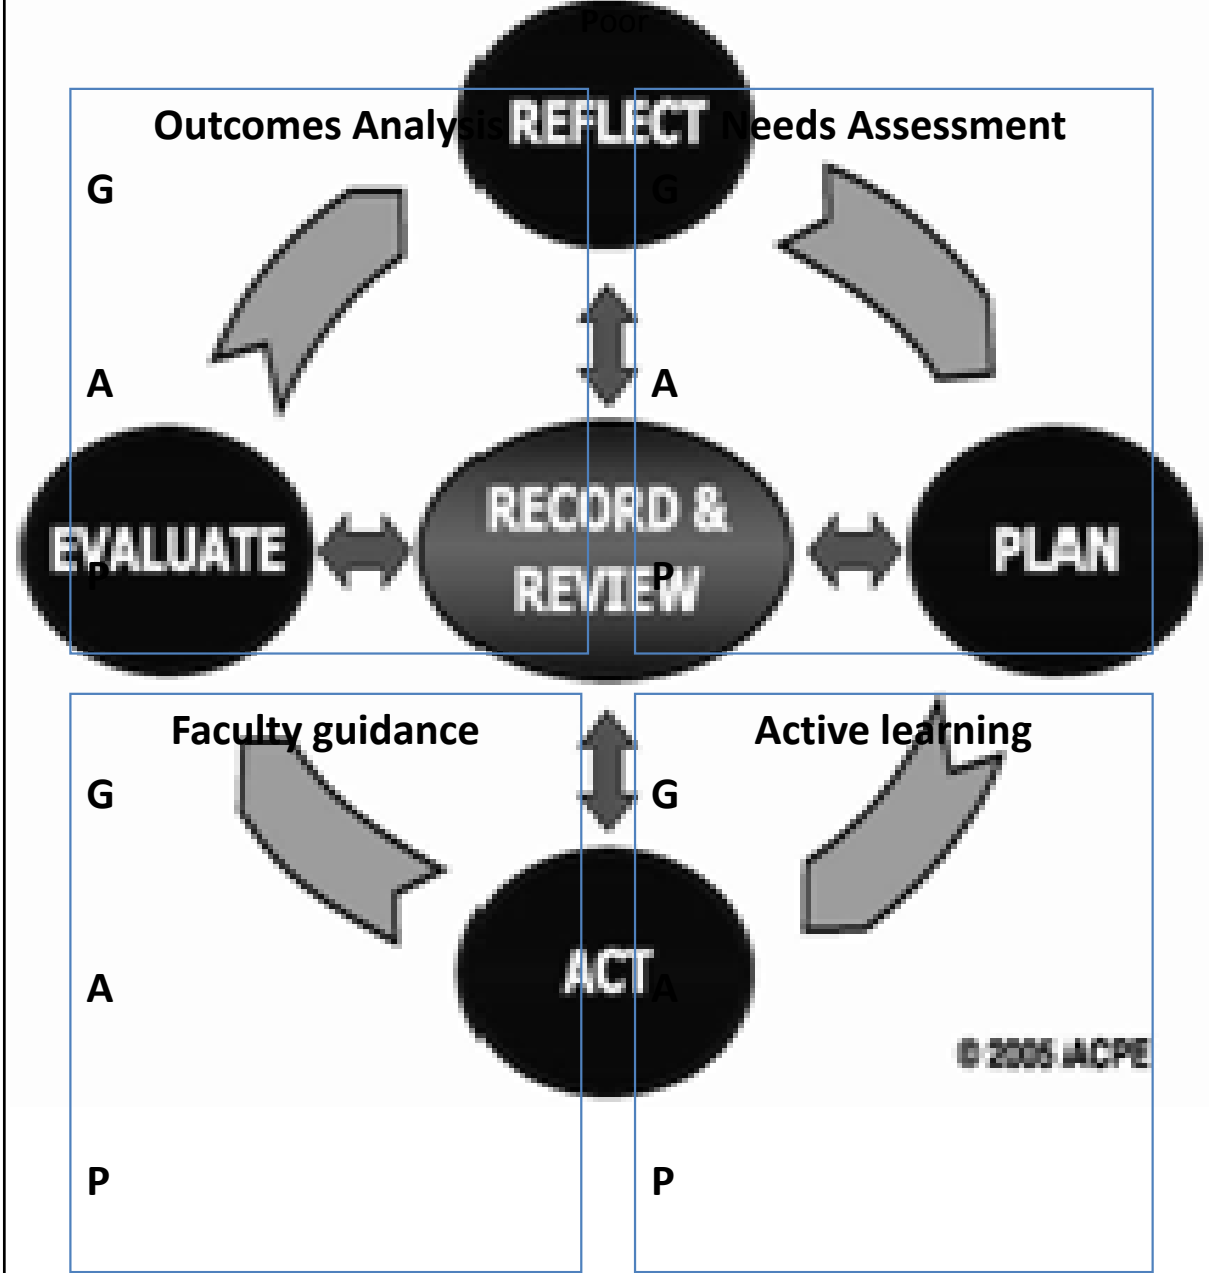 Poor
Outcomes Analysis
REFLECT
Needs Assessment
G
G
A
A
RECORD &
REVIEW
EVALUATE
PLAN
P
P
Faculty guidance
Active learning
G
G
ACT
A
A
© 2005 ACPE
P
P